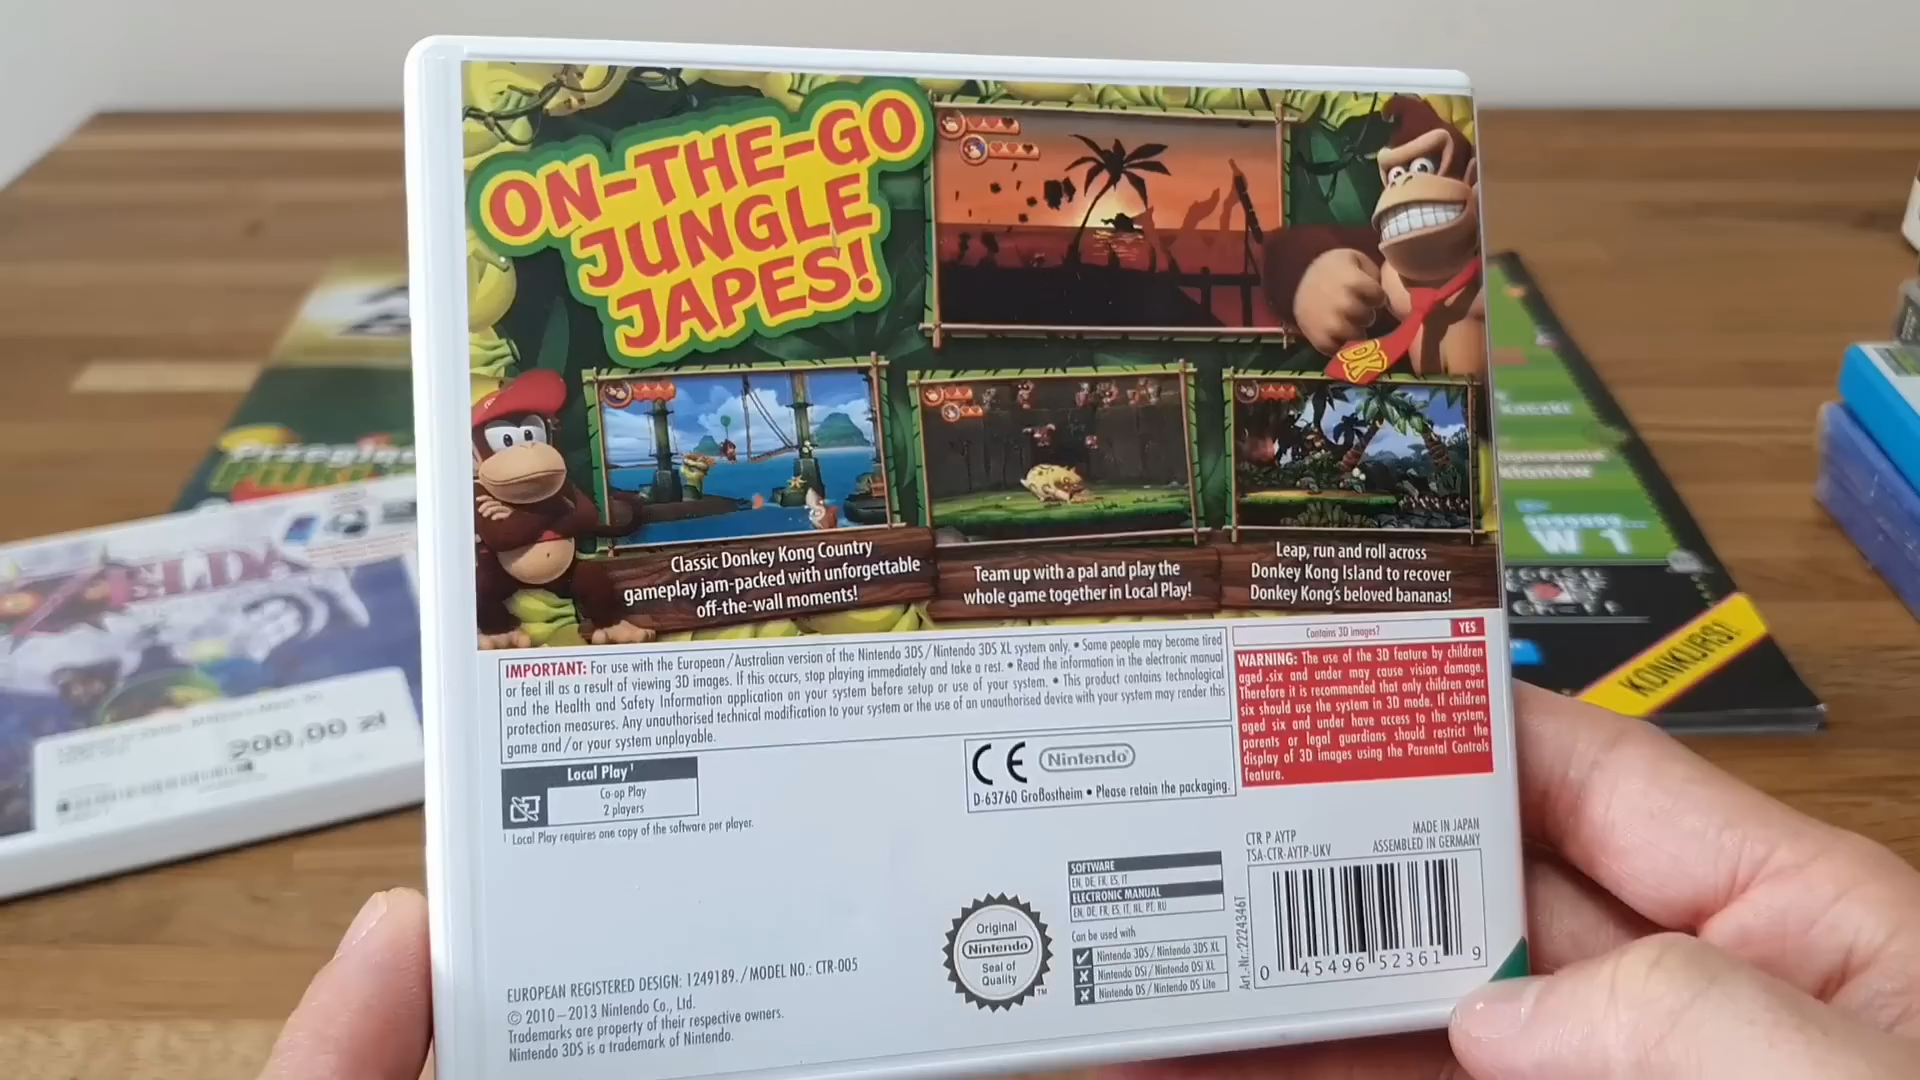 ON-THE-GO
JUNGLE
JAPES!
DK
Classic Donkey Kong Country
gameplay jam-packed with unforgettable
off-the-wall moments!
Team up with a pal and play the
whole game together in Local Play!
Leap, run and roll across
Donkey Kong Island to recover
Donkey Kong's beloved bananas!
IMPORTANT: For use with the European/Australian version of the Nintendo 3DS/Nintendo 3DS XL system only. • Some people may become tired
or feel ill as a result of viewing 3D images. If this occurs, stop playing immediately and take a rest. • Read the information in the electronic manual
and the Health and Safety Information application on your system before setup or use of your system. • This product contains technological
protection measures. Any unauthorised technical modification to your system or the use of an unauthorised device with your system may render this
game and/or your system unplayable.
Contains 3D images? YES
WARNING: The use of the 3D feature by children
aged six and under may cause vision damage.
Therefore it is recommended that only children over
six should use the system in 3D mode. If children
aged six and under have access to the system,
parents or legal guardians should restrict the
display of 3D images using the Parental Controls
feature.
Local Play¹
Co-op Play
2 players
¹ Local Play requires one copy of the software per player.
CE Nintendo®
D-63760 Großostheim • Please retain the packaging.
CTR P AYTP
TSA-CTR-AYTP-UKV
MADE IN JAPAN
ASSEMBLED IN GERMANY
SOFTWARE
EN, DE, FR, ES, IT
ELECTRONIC MANUAL
EN, DE, FR, ES, IT, NL, PT, RU
Can be used with
Nintendo 3DS/Nintendo 3DS XL
Nintendo DSi/Nintendo DSi XL
Nintendo DS/Nintendo DS Lite
Original
Nintendo
Seal of
Quality
TM
Art.-Nr.:2224346T
0 45496 52361 9
EUROPEAN REGISTERED DESIGN: 1249189./MODEL NO.: CTR-005
© 2010–2013 Nintendo Co., Ltd.
Trademarks are property of their respective owners.
Nintendo 3DS is a trademark of Nintendo.
ELDA
200,00 zł
W 1
KONKURS!